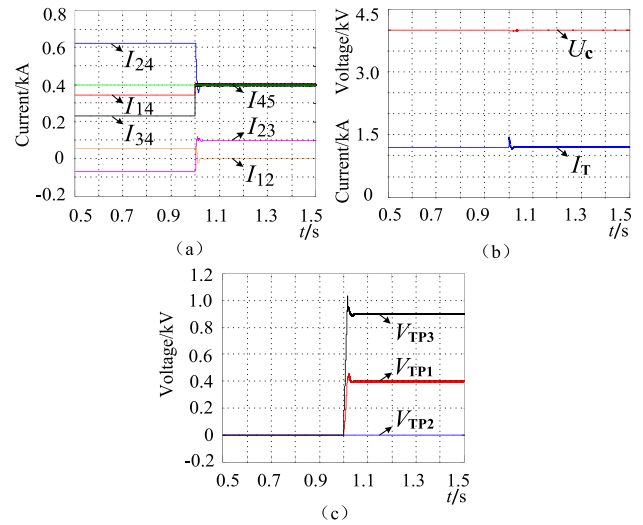 0.8
0.6
0.4
0.2
0
-0.2
Current/kA
I24
I14
I34
I45
I23
I12
0.5 0.7 0.9 1.1 1.3 1.5
t/s
(a)
4.5
3.0
1.5
0
Voltage/kV
Current/kA
Uc
IT
0.5 0.7 0.9 1.1 1.3 1.5
t/s
(b)
1.2
1.0
0.8
0.6
0.4
0.2
0
-0.2
Voltage/kV
VTP3
VTP1
VTP2
0.5 0.7 0.9 1.1 1.3 1.5
t/s
(c)